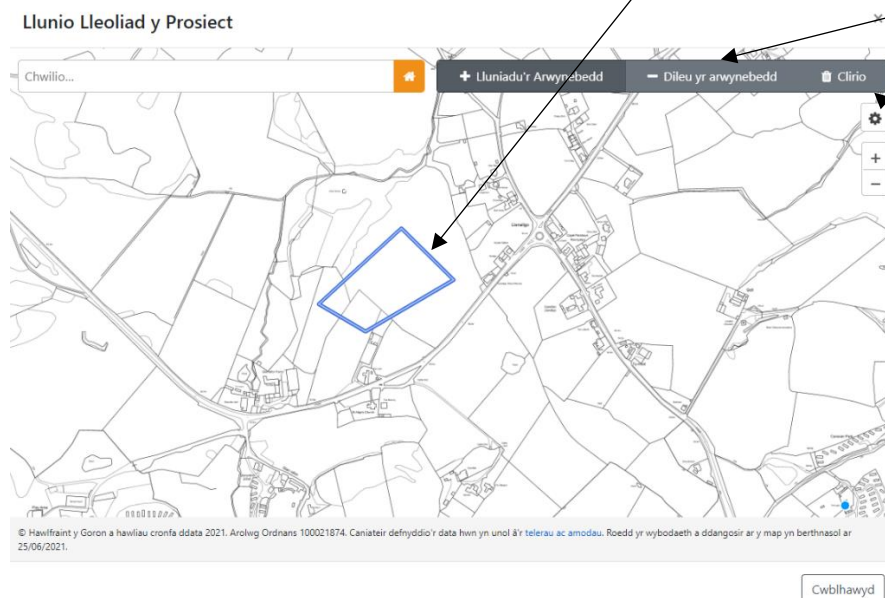 Llunio Lleoliad y Prosiect
×
Chwilio...
+ Lluniadu'r Arwynebedd
− Dileu yr arwynebedd
Clirio
+
−
© Hawlfraint y Goron a hawliau cronfa ddata 2021. Arolwg Ordnans 100021874. Caniateir defnyddio'r data hwn yn unol â'r telerau ac amodau. Roedd yr wybodaeth a ddangosir ar y map yn berthnasol ar
25/06/2021.
Cwblhawyd